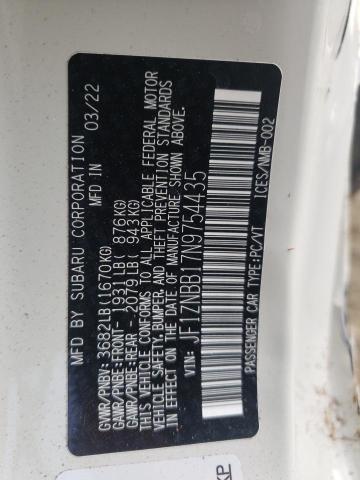 MFD BY SUBARU CORPORATION
MADE IN 03/22
GVWR/PNBV: 3682LB(1670KG)
GAWR/PNBE:FRONT- 1931LB( 876KG)
GAWR/PNBE:REAR - 2079LB( 943KG)
THIS VEHICLE CONFORMS TO ALL APPLICABLE FEDERAL MOTOR
VEHICLE SAFETY, BUMPER, AND THEFT PREVENTION STANDARDS
IN EFFECT ON THE DATE OF MANUFACTURE SHOWN ABOVE.
VIN: JF1ZNBB17N9754435
PASSENGER CAR TYPE:PC/VT ICES/NMB-002
KP